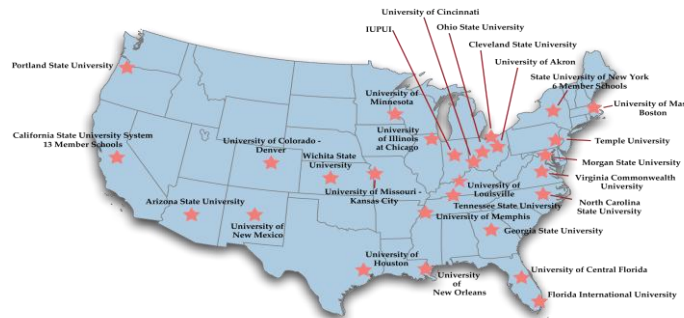 University of Cincinnati
Ohio State University
IUPUI
Cleveland State University
University of Akron
Portland State University
State University of New York
6 Member Schools
University of
Minnesota
University of Mas
Boston
University of Illinois
at Chicago
California State University System
13 Member Schools
University of Colorado -
Denver
Wichita State
University
Temple University
Morgan State University
Virginia Commonwealth
University
University of Missouri -
Kansas City
University of
Louisville
Tennessee State University
North Carolina
State University
Arizona State University
University of
New Mexico
University of Memphis
Georgia State University
University of
Houston
University
of New Orleans
University of Central Florida
Florida International University